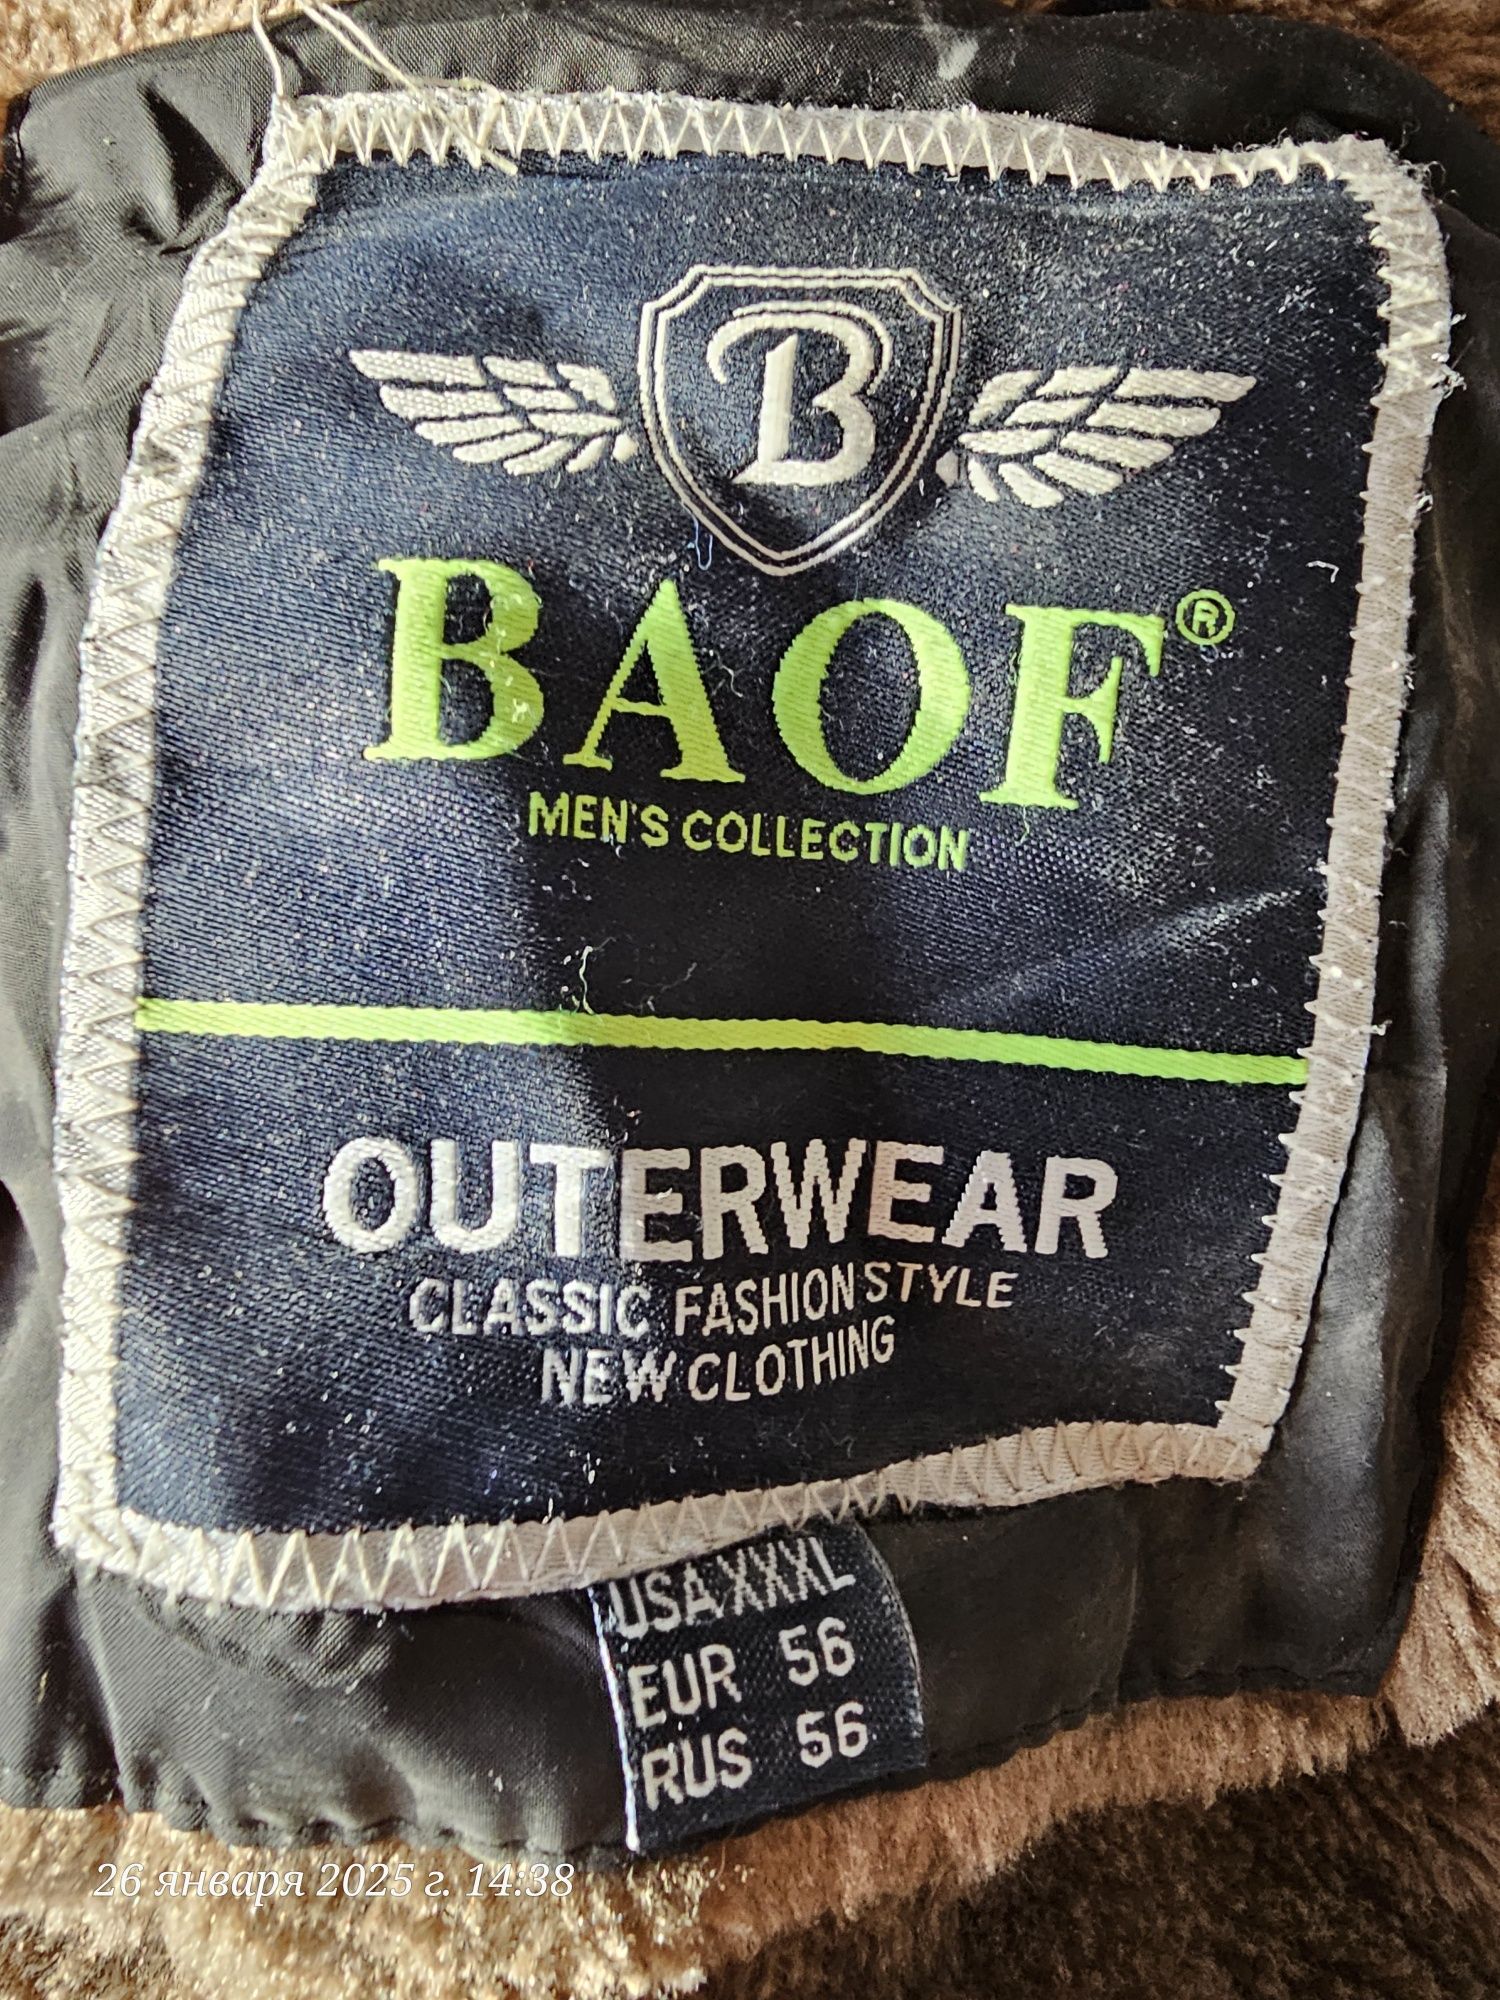 B
BAOF®
MEN'S COLLECTION
OUTERWEAR
CLASSIC FASHION STYLE
NEW CLOTHING
USA XXXL
EUR 56
RUS 56
26 января 2025 г. 14:38